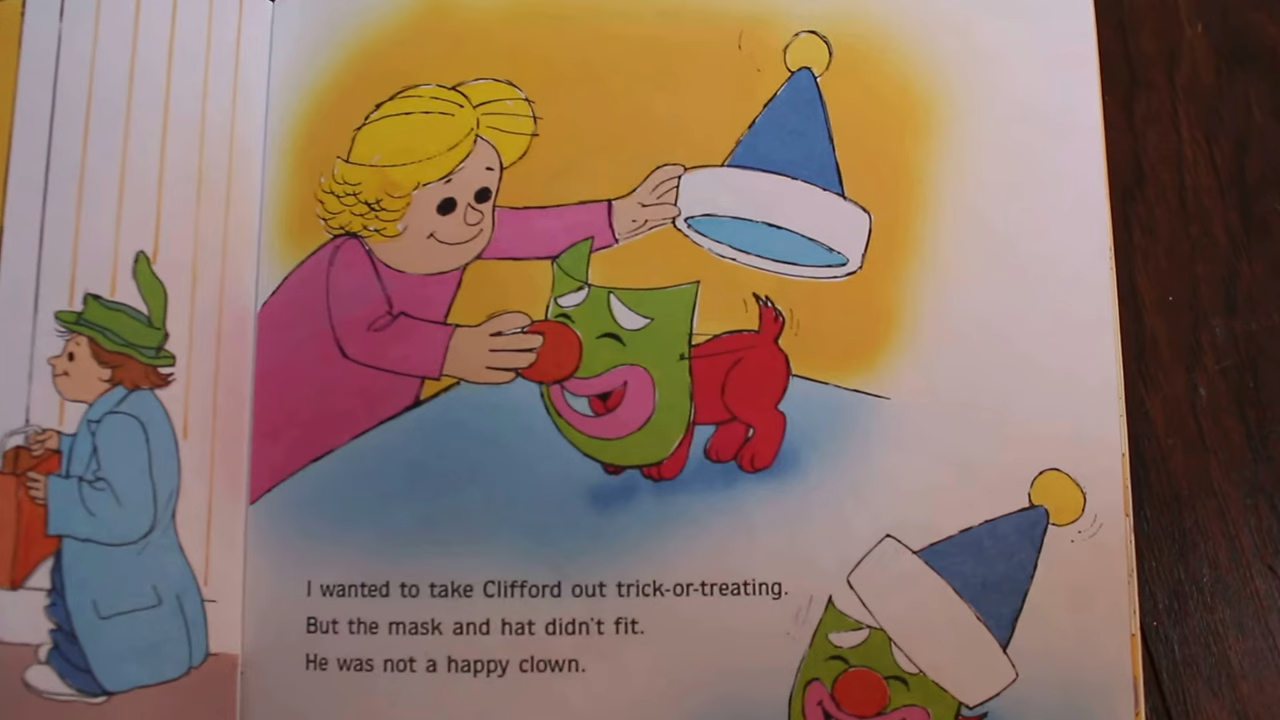 I wanted to take Clifford out trick-or-treating.
But the mask and hat didn't fit.
He was not a happy clown.